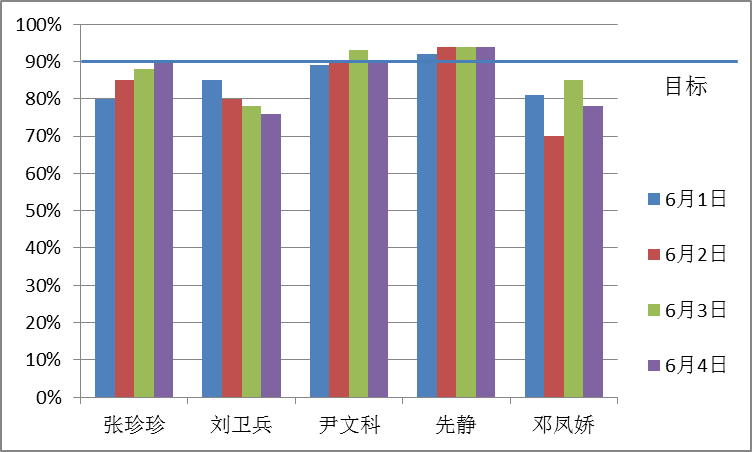 100%
90%
80%
70%
60%
50%
40%
30%
20%
10%
0%
张珍珍
刘卫兵
尹文科
先静
邓凤娇
目标
6月1日
6月2日
6月3日
6月4日